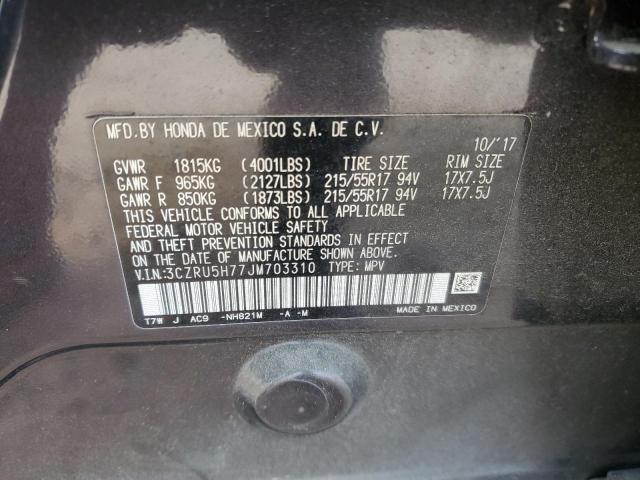 MFD.BY HONDA DE MEXICO S.A. DE C.V.
10/'17
GVWR 1815KG (4001LBS) TIRE SIZE RIM SIZE
GAWR F 965KG (2127LBS) 215/55R17 94V 17X7.5J
GAWR R 850KG (1873LBS) 215/55R17 94V 17X7.5J
THIS VEHICLE CONFORMS TO ALL APPLICABLE
FEDERAL MOTOR VEHICLE SAFETY
AND THEFT PREVENTION STANDARDS IN EFFECT
ON THE DATE OF MANUFACTURE SHOWN ABOVE.
V.I.N:3CZRU5H77JM703310 TYPE: MPV
T7W J AC9 -NH821M -A -M MADE IN MEXICO